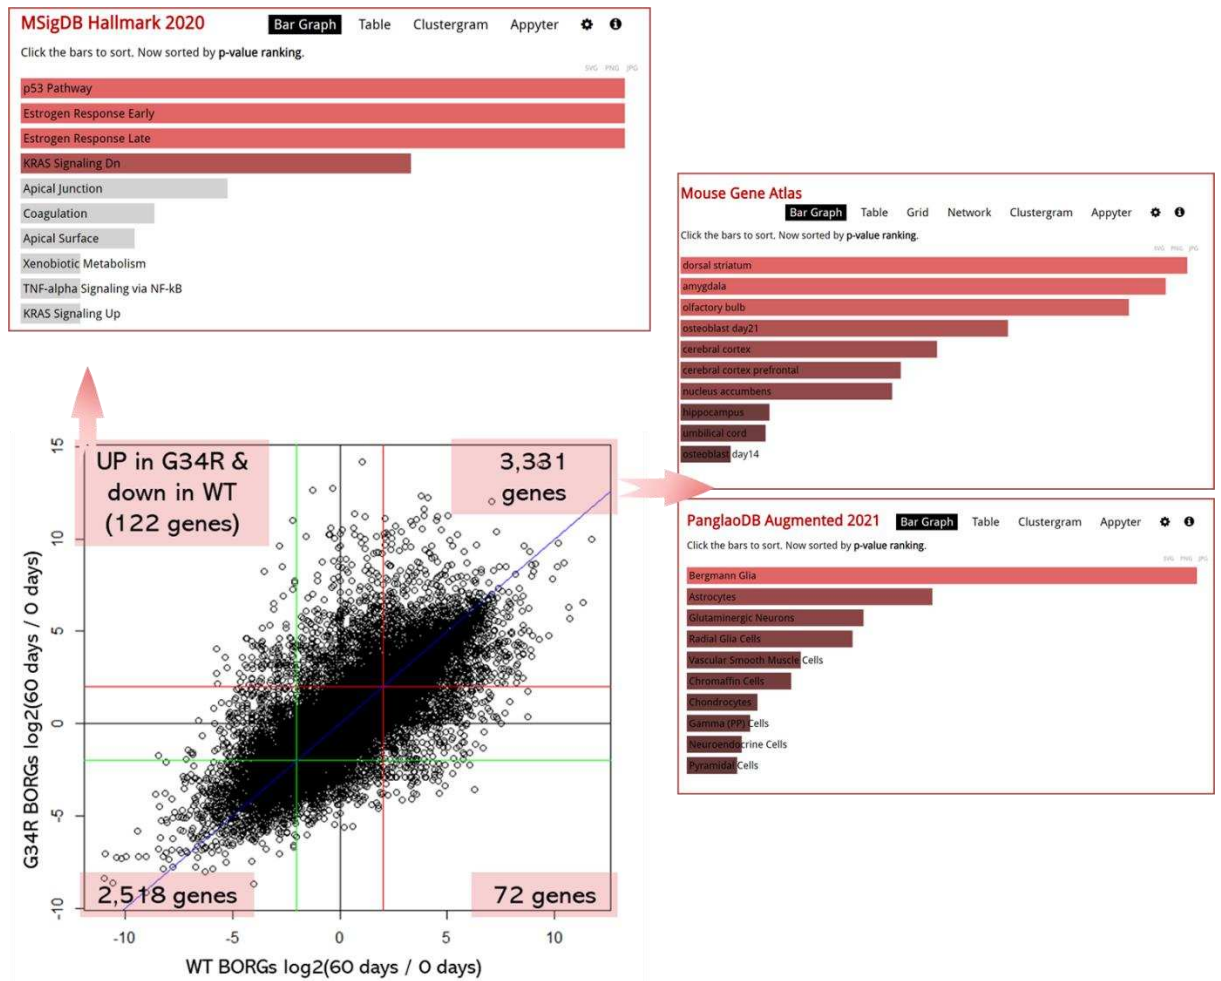 MSigDB Hallmark 2020
Bar Graph Table Clustergram Appyter
Click the bars to sort. Now sorted by p-value ranking.
SVG PNG JPG
p53 Pathway
Estrogen Response Early
Estrogen Response Late
KRAS Signaling Dn
Apical Junction
Coagulation
Apical Surface
Xenobiotic Metabolism
TNF-alpha Signaling via NF-kB
KRAS Signaling Up
Mouse Gene Atlas
Bar Graph Table Grid Network Clustergram Appyter
Click the bars to sort. Now sorted by p-value ranking.
SVG PNG JPG
dorsal striatum
amygdala
olfactory bulb
osteoblast day21
cerebral cortex
cerebral cortex prefrontal
nucleus accumbens
hippocampus
umbilical cord
osteoblast day14
PanglaoDB Augmented 2021 Bar Graph Table Clustergram Appyter
Click the bars to sort. Now sorted by p-value ranking.
SVG PNG JPG
Bergmann Glia
Astrocytes
Glutaminergic Neurons
Radial Glia Cells
Vascular Smooth Muscle Cells
Chromaffin Cells
Chondrocytes
Gamma (PP) Cells
Neuroendocrine Cells
Pyramidal Cells
UP in G34R &
down in WT
(122 genes)
3,331
genes
2,518 genes
72 genes
15
10
5
0
-5
-10
G34R BORGs log2(60 days / 0 days)
-10 -5 0 5 10
WT BORGs log2(60 days / 0 days)